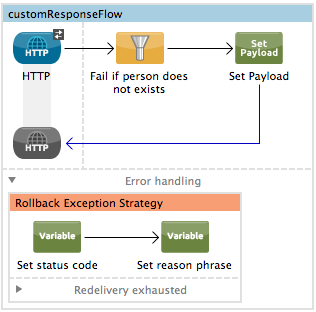 customResponseFlow
HTTP
Set
Payload
HTTP
Fail if person does
not exists
Set Payload
HTTP
Error handling
Rollback Exception Strategy
Variable
Variable
Set status code
Set reason phrase
Redelivery exhausted